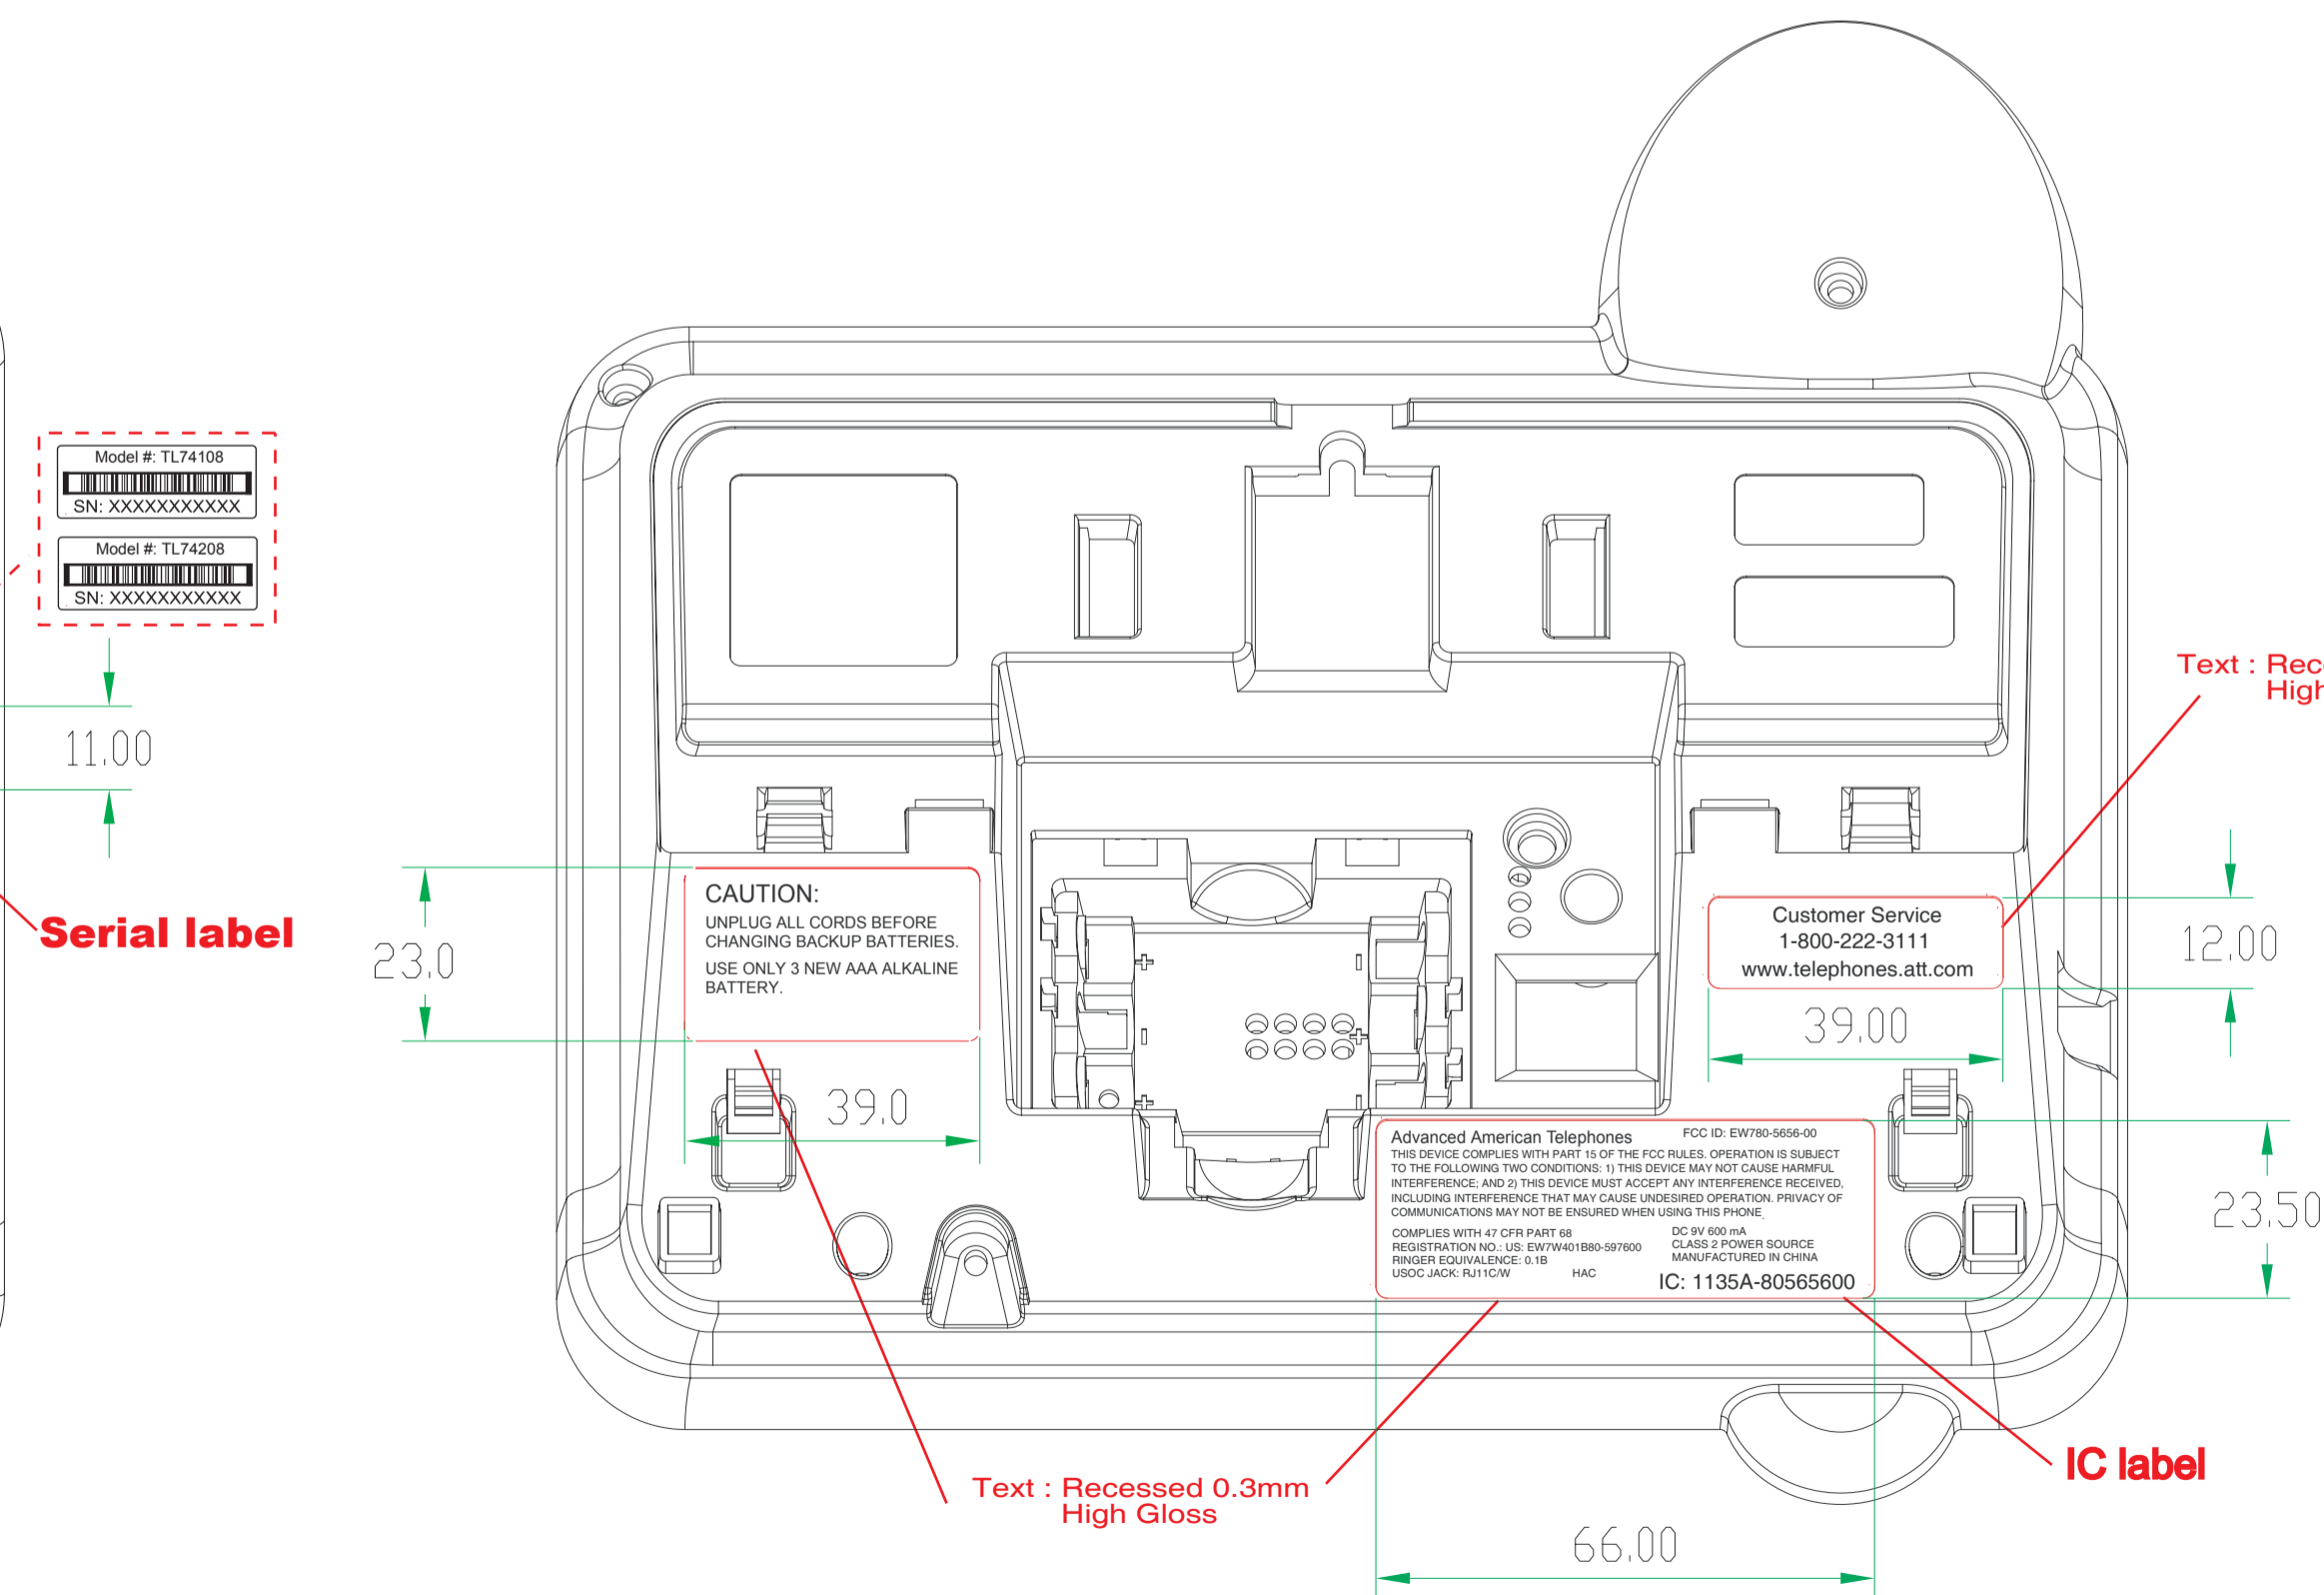 Model #: TL74108
SN: XXXXXXXXXXX
Model #: TL74208
SN: XXXXXXXXXXX
11.00
Serial label
23.0
CAUTION:
UNPLUG ALL CORDS BEFORE
CHANGING BACKUP BATTERIES.
USE ONLY 3 NEW AAA ALKALINE
BATTERY.
39.0
Text : Rec
High
Customer Service
1-800-222-3111
www.telephones.att.com
12.00
39.00
Advanced American Telephones FCC ID: EW780-5656-00
THIS DEVICE COMPLIES WITH PART 15 OF THE FCC RULES. OPERATION IS SUBJECT
TO THE FOLLOWING TWO CONDITIONS: 1) THIS DEVICE MAY NOT CAUSE HARMFUL
INTERFERENCE; AND 2) THIS DEVICE MUST ACCEPT ANY INTERFERENCE RECEIVED,
INCLUDING INTERFERENCE THAT MAY CAUSE UNDESIRED OPERATION. PRIVACY OF
COMMUNICATIONS MAY NOT BE ENSURED WHEN USING THIS PHONE.
COMPLIES WITH 47 CFR PART 68 DC 9V 600 mA
REGISTRATION NO.: US: EW7W401B80-597600 CLASS 2 POWER SOURCE
RINGER EQUIVALENCE: 0.1B MANUFACTURED IN CHINA
USOC JACK: RJ11C/W HAC IC: 1135A-80565600
23.50
IC label
Text : Recessed 0.3mm
High Gloss
66.00